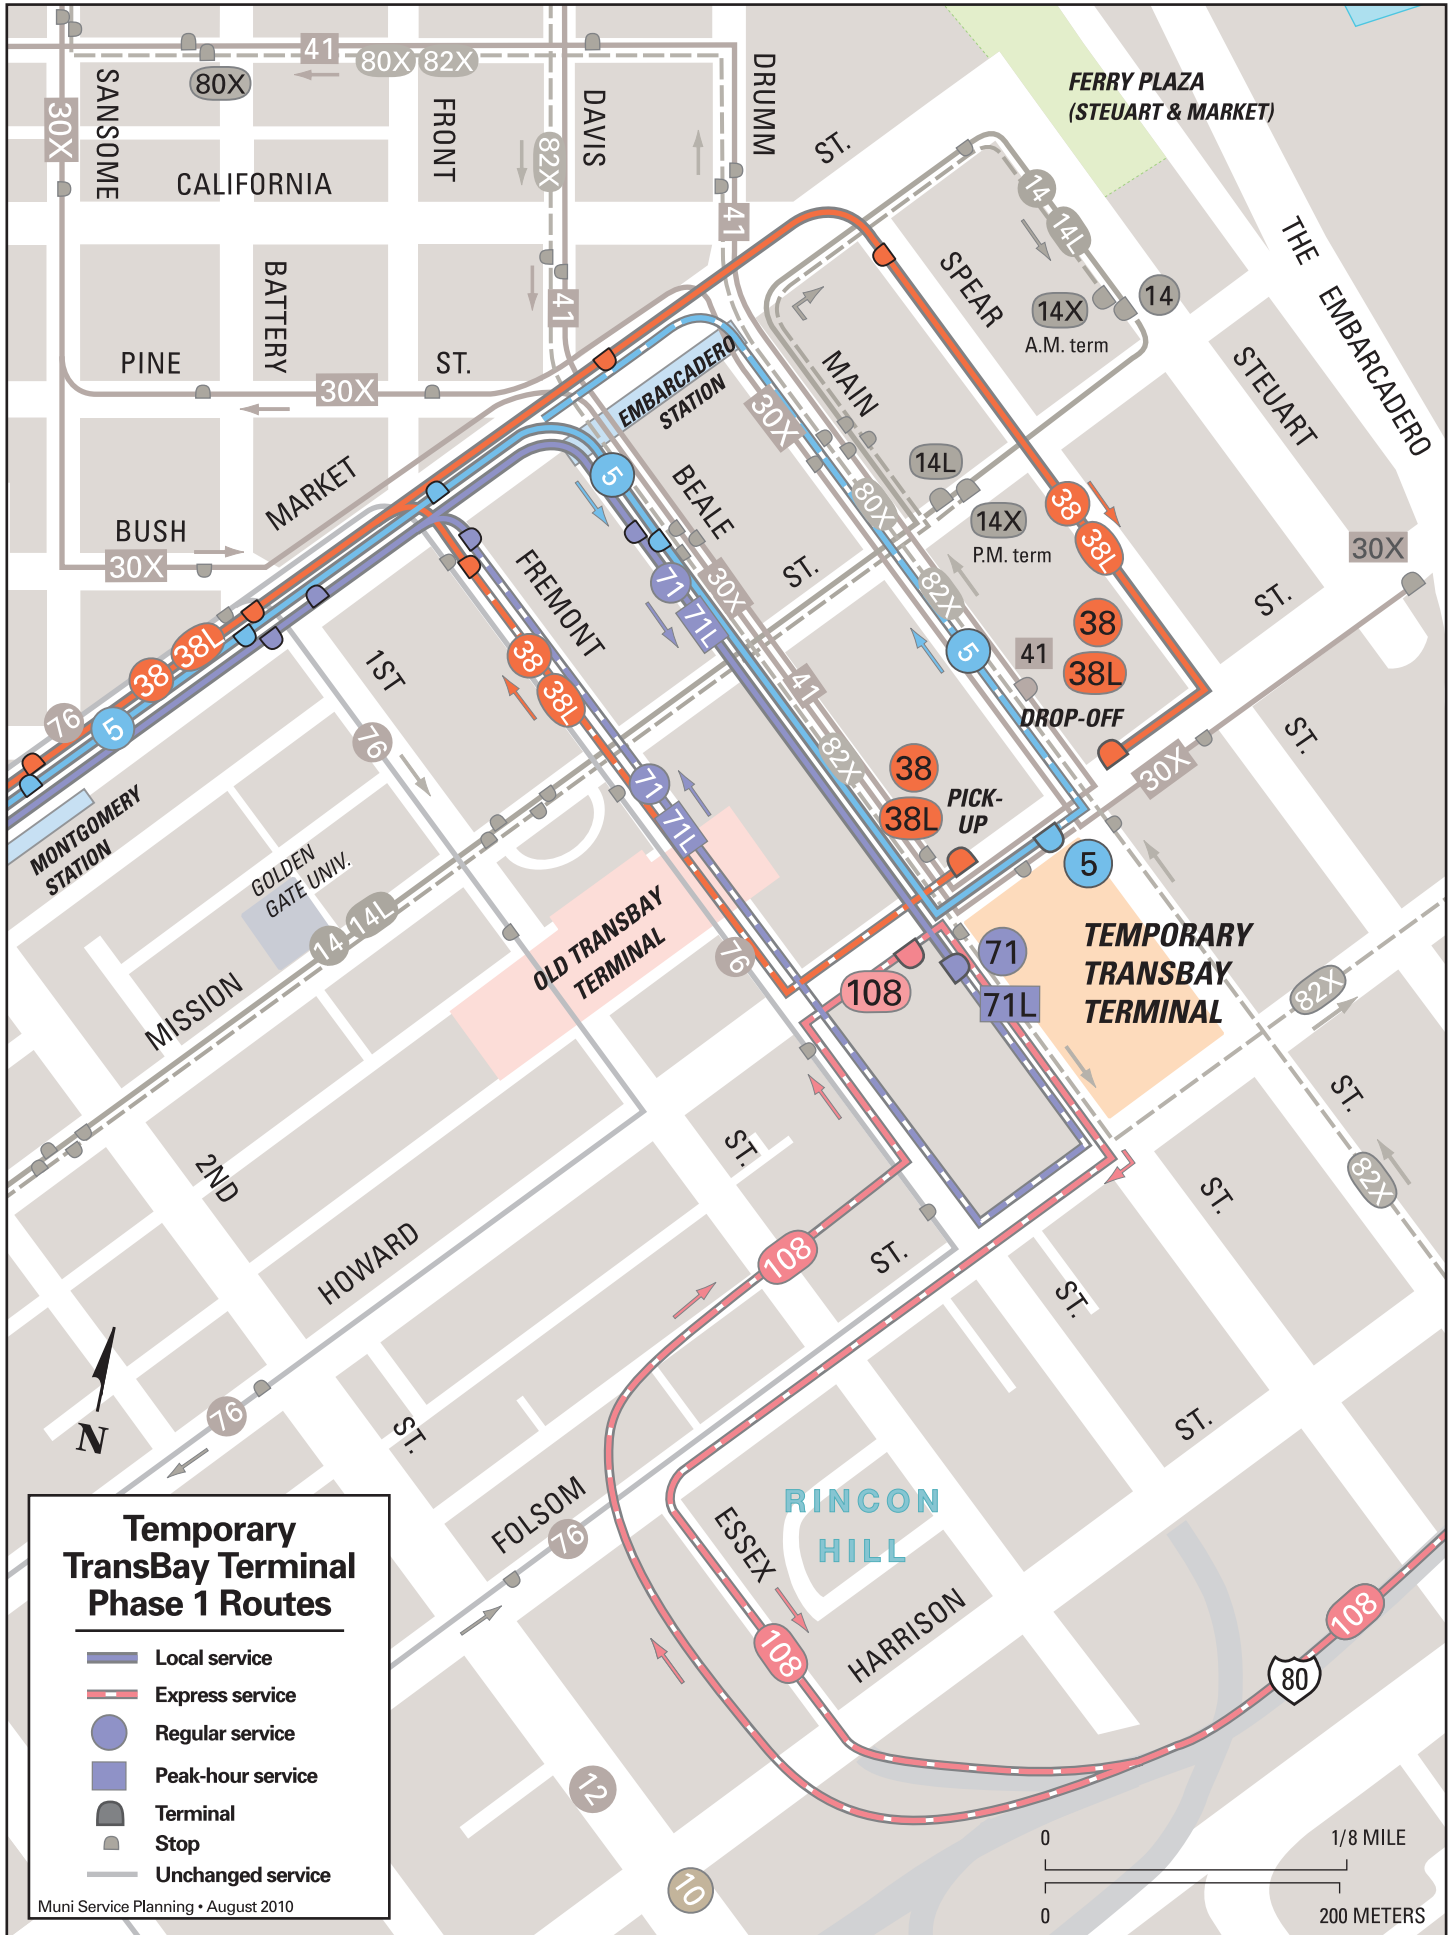 41
80X
82X
80X
30X
SANSOME
FRONT
82X
DAVIS
DRUMM
ST.
FERRY PLAZA
(STEUART & MARKET)
CALIFORNIA
14
14L
41
SPEAR
THE EMBARCADERO
14X
A.M. term
14
BATTERY
41
PINE
ST.
30X
EMBARCADERO
STATION
30X
MAIN
STEUART
MARKET
5
BEALE
14L
80X
14X
P.M. term
38
38L
30X
BUSH
30X
FREMONT
71
71L
30X
ST.
82X
ST.
38
38L
41
38
38L
DROP-OFF
5
1ST
38
38L
38
38L
76
5
76
41
82X
ST.
30X
38
38L
PICK-
UP
71
71L
5
MONTGOMERY
STATION
GOLDEN
GATE UNIV.
14
14L
OLD TRANSBAY
TERMINAL
76
71
71L
108
TEMPORARY
TRANSBAY
TERMINAL
82X
MISSION
2ND
ST.
ST.
82X
ST.
HOWARD
108
ST.
ST.
76
N
ST.
ST.
FOLSOM
76
ESSEX
RINCON
HILL
108
HARRISON
108
80
12
10
Temporary
TransBay Terminal
Phase 1 Routes
Local service
Express service
Regular service
Peak-hour service
Terminal
Stop
Unchanged service
Muni Service Planning • August 2010
0
1/8 MILE
0
200 METERS